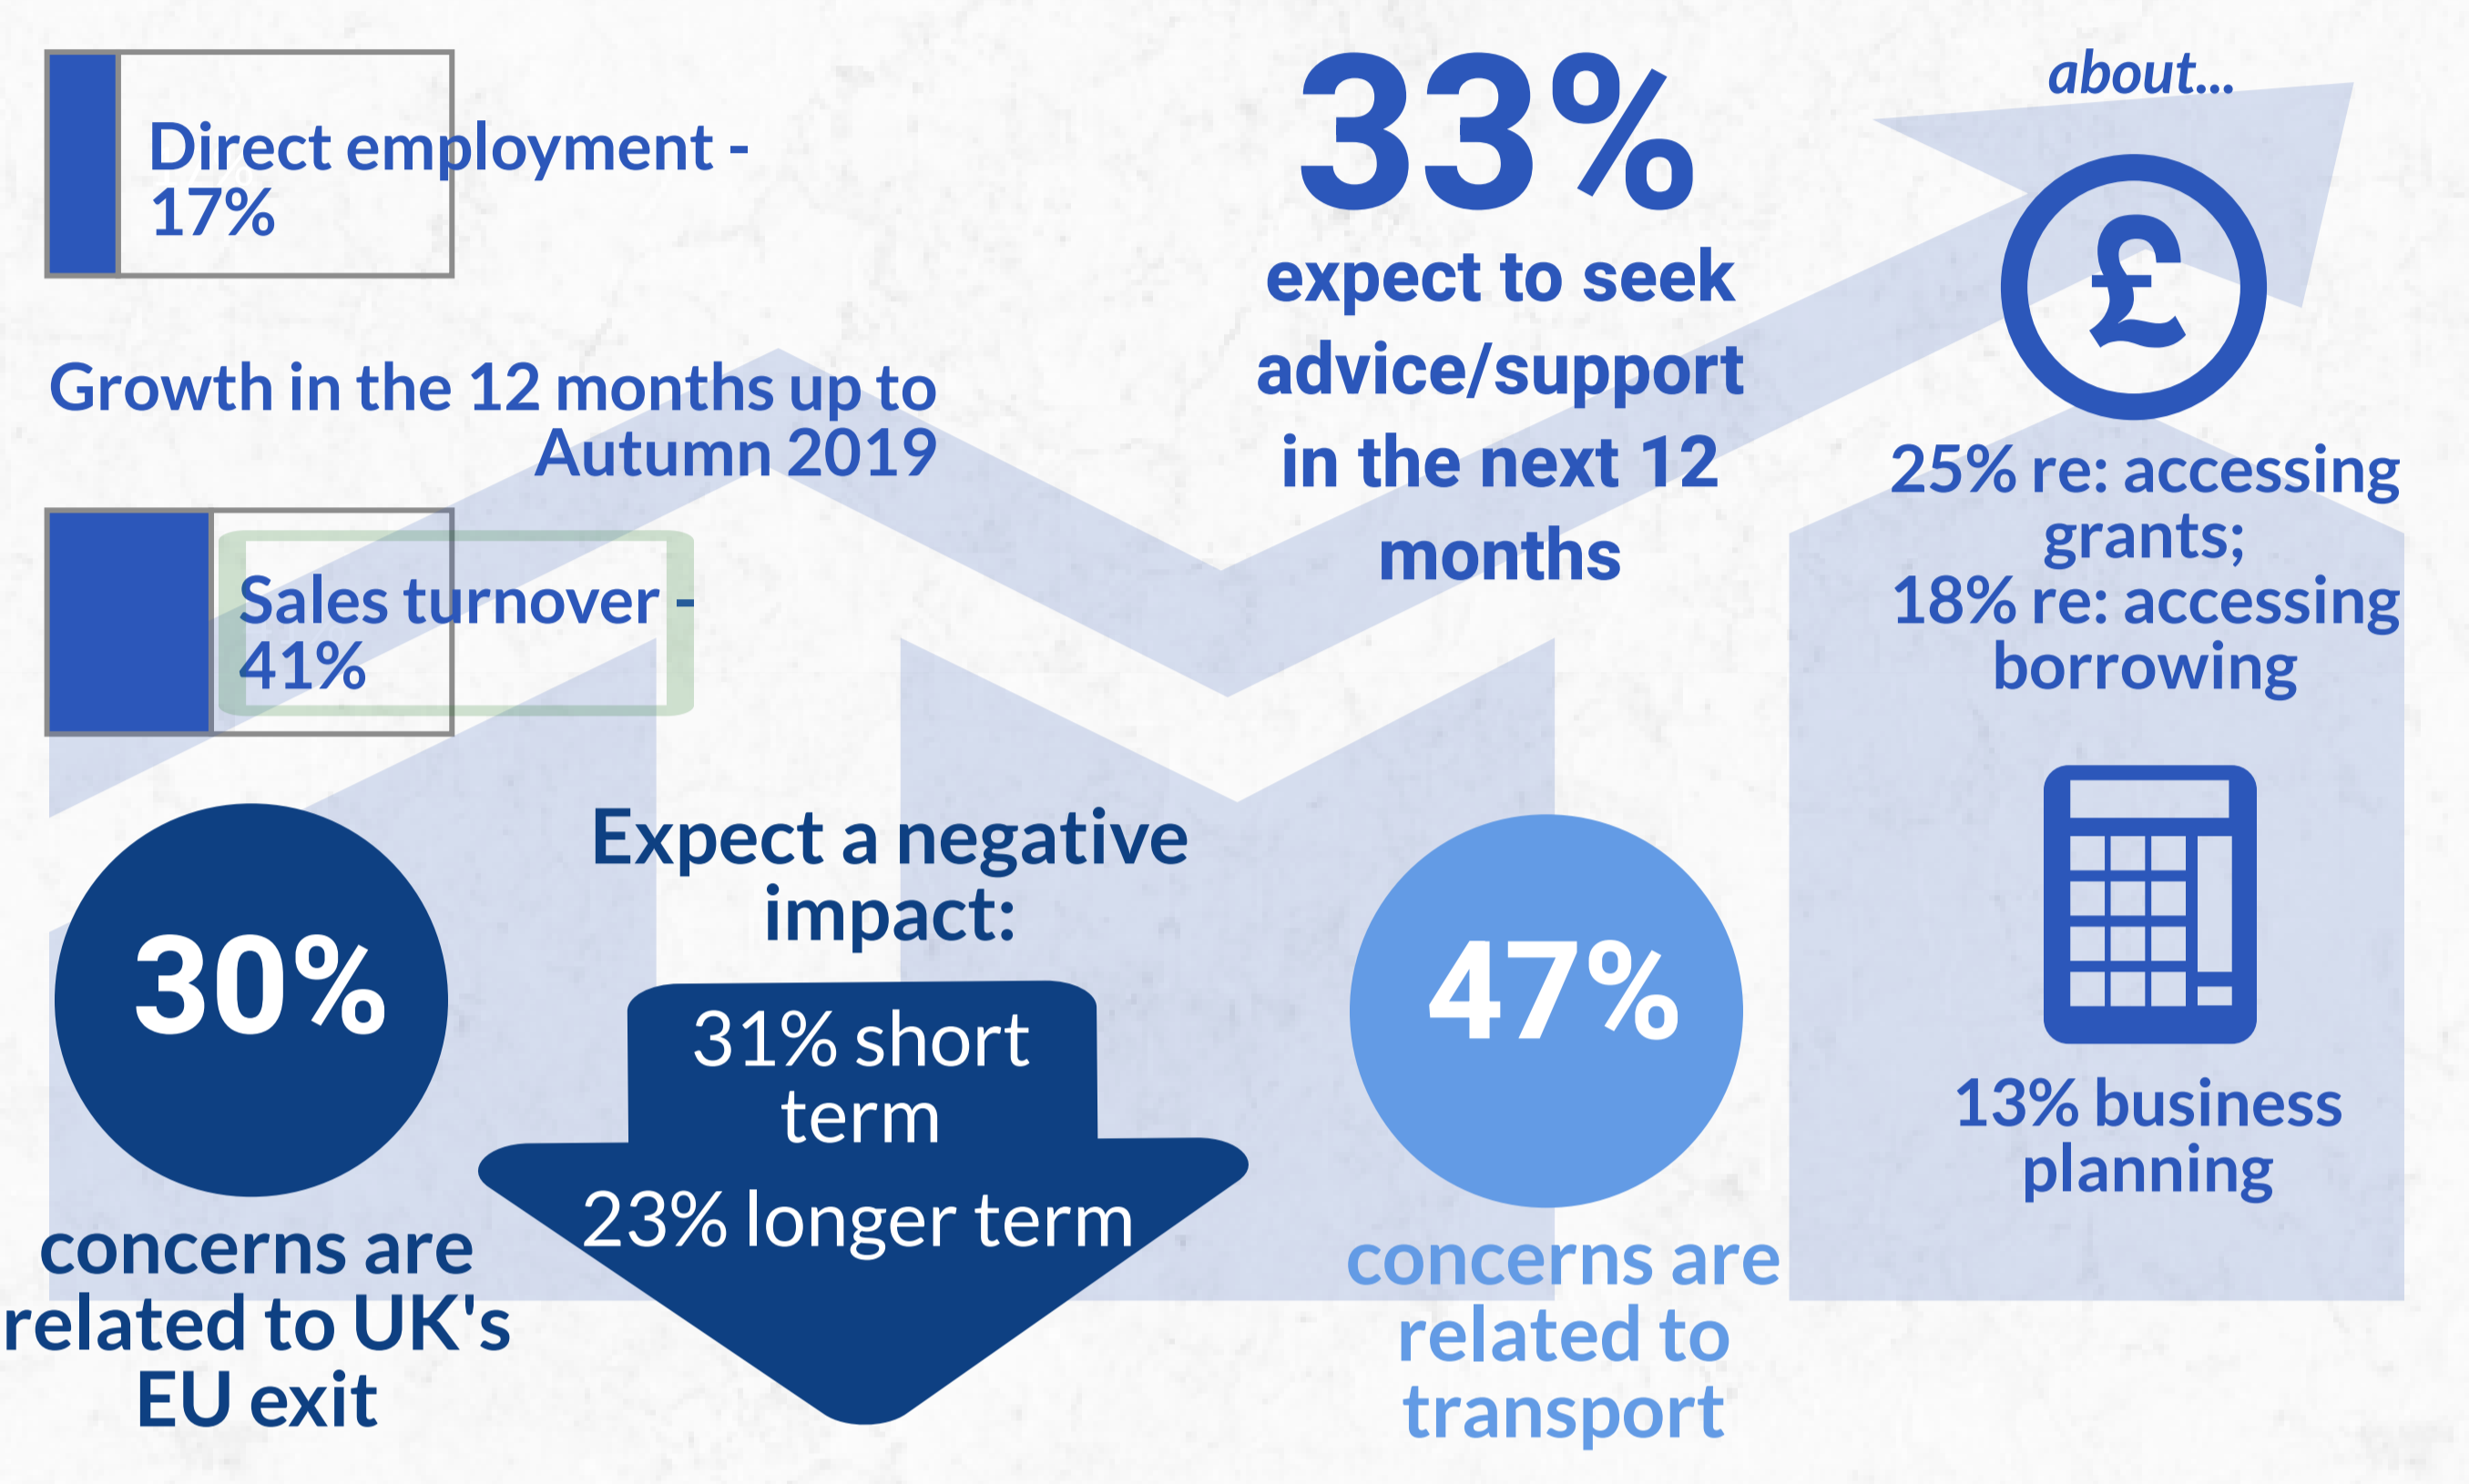 Direct employment -
17%
Growth in the 12 months up to
Autumn 2019
Sales turnover -
41%
33%
expect to seek
advice/support
in the next 12
months
about...
£
25% re: accessing
grants;
18% re: accessing
borrowing
13% business
planning
30%
concerns are
related to UK's
EU exit
Expect a negative
impact:
31% short
term
23% longer term
47%
concerns are
related to
transport